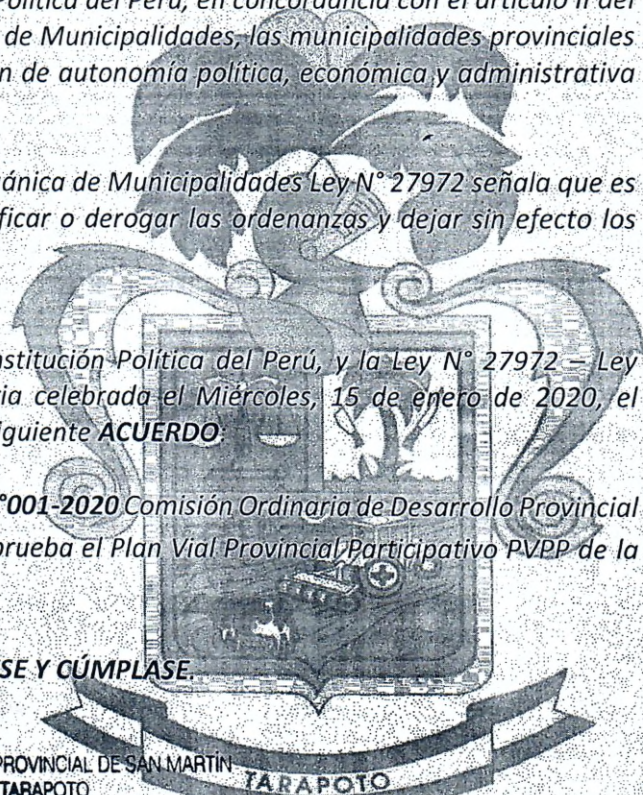 Política del Perú, en concordancia con el artículo II del
de Municipalidades, las municipalidades provinciales
n de autonomía política, económica y administrativa
ánica de Municipalidades Ley N° 27972 señala que es
ficar o derogar las ordenanzas y dejar sin efecto los
nstitución Política del Perú, y la Ley N° 27972 – Ley
ria celebrada el Miércoles, 15 de enero de 2020, el
iguiente ACUERDO:
°001-2020 Comisión Ordinaria de Desarrollo Provincial
prueba el Plan Vial Provincial Participativo PVPP de la
SE Y CÚMPLASE.
PROVINCIAL DE SAN MARTÍN
TARAPOTO
TARAPOTO